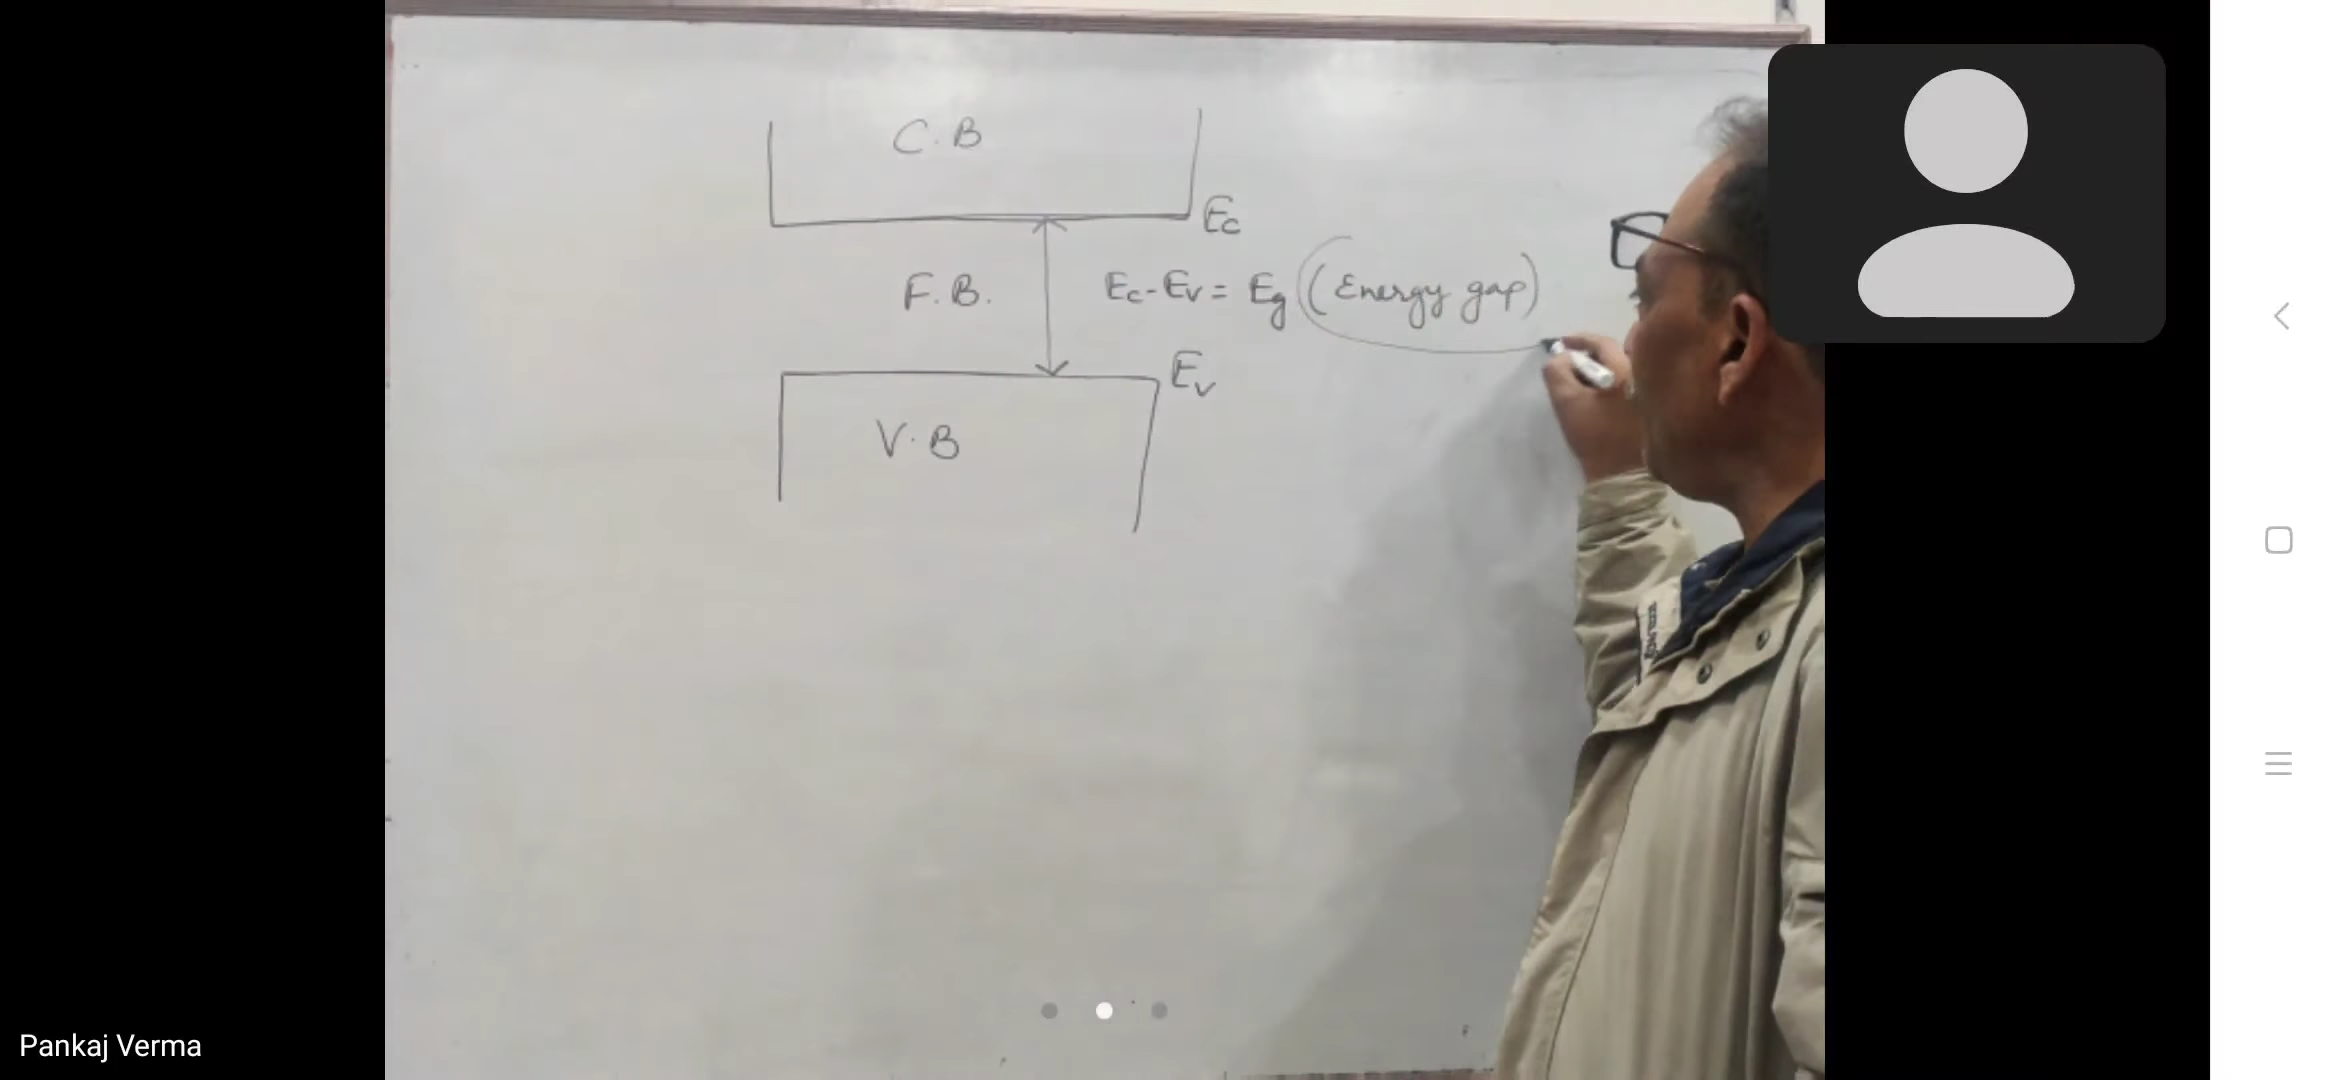 C.B
Ec
F.B. Ec-Ev = Eg (Energy gap)
Ev
V.B
Pankaj Verma